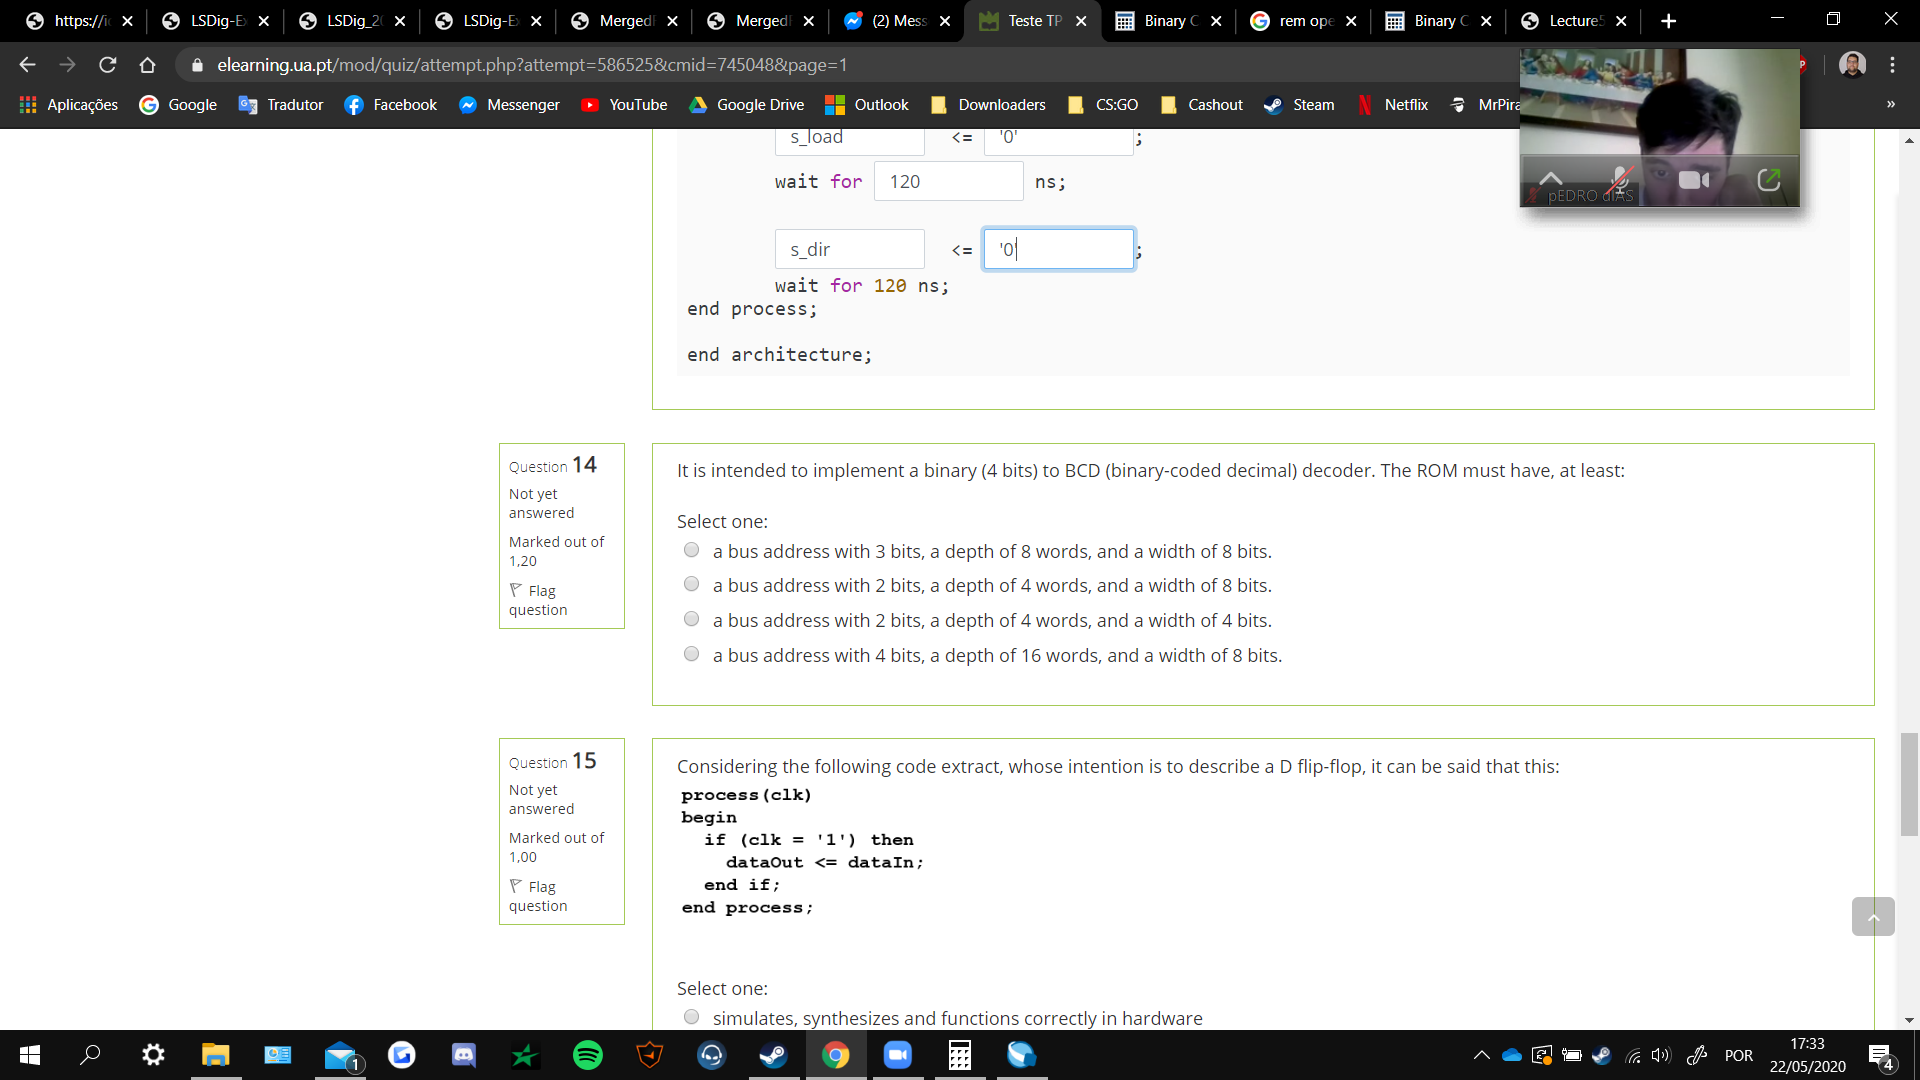 https://i
LSDig-E
LSDig_20
LSDig-E
MergedF
MergedF
(2) Mess
Teste TP
Binary C
rem ope
Binary C
Lecture5
elearning.ua.pt/mod/quiz/attempt.php?attempt=586525&cmid=745048&page=1
Aplicações
Google
Tradutor
Facebook
Messenger
YouTube
Google Drive
Outlook
Downloaders
CS:GO
Cashout
Steam
Netflix
MrPira
»
pEDRO dIAS
s_load <= '0' ;
wait for 120 ns;
s_dir <= '0' ;
wait for 120 ns;
end process;
end architecture;
Question 14
Not yet
answered
Marked out of
1,20
Flag
question
It is intended to implement a binary (4 bits) to BCD (binary-coded decimal) decoder. The ROM must have, at least:
Select one:
a bus address with 3 bits, a depth of 8 words, and a width of 8 bits.
a bus address with 2 bits, a depth of 4 words, and a width of 8 bits.
a bus address with 2 bits, a depth of 4 words, and a width of 4 bits.
a bus address with 4 bits, a depth of 16 words, and a width of 8 bits.
Question 15
Not yet
answered
Marked out of
1,00
Flag
question
Considering the following code extract, whose intention is to describe a D flip-flop, it can be said that this:
process(clk)
begin
if (clk = '1') then
dataOut <= dataIn;
end if;
end process;
Select one:
simulates, synthesizes and functions correctly in hardware
1
POR
17:33
22/05/2020
4